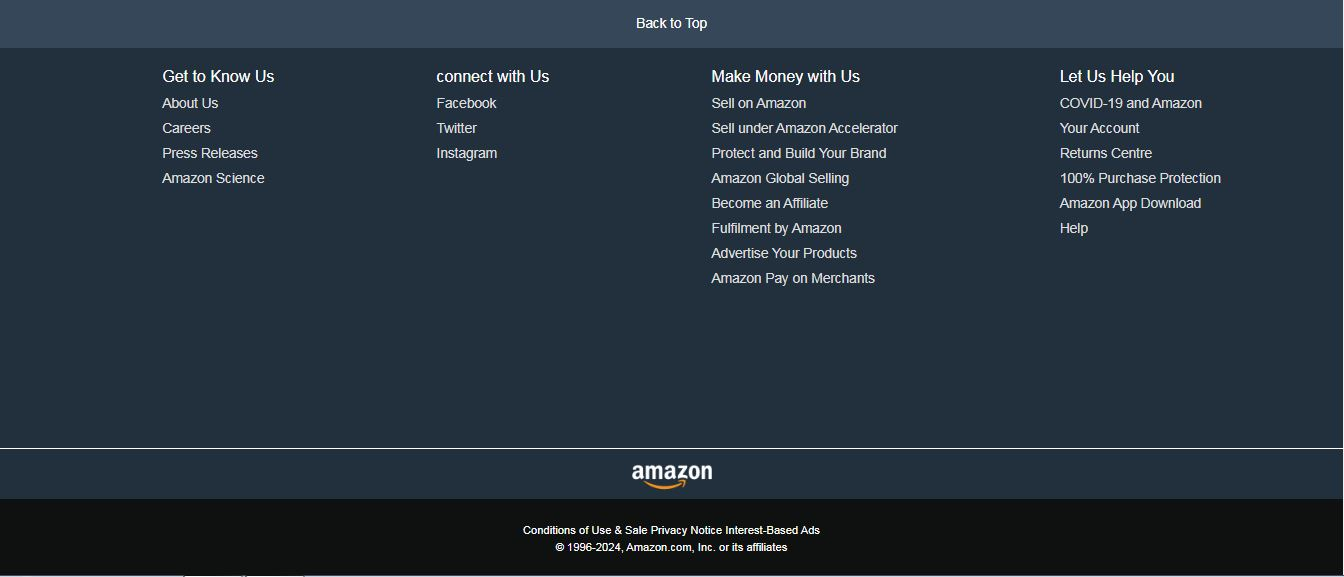 Back to Top
Get to Know Us
About Us
Careers
Press Releases
Amazon Science
connect with Us
Facebook
Twitter
Instagram
Make Money with Us
Sell on Amazon
Sell under Amazon Accelerator
Protect and Build Your Brand
Amazon Global Selling
Become an Affiliate
Fulfilment by Amazon
Advertise Your Products
Amazon Pay on Merchants
Let Us Help You
COVID-19 and Amazon
Your Account
Returns Centre
100% Purchase Protection
Amazon App Download
Help
amazon
Conditions of Use & Sale Privacy Notice Interest-Based Ads
© 1996-2024, Amazon.com, Inc. or its affiliates